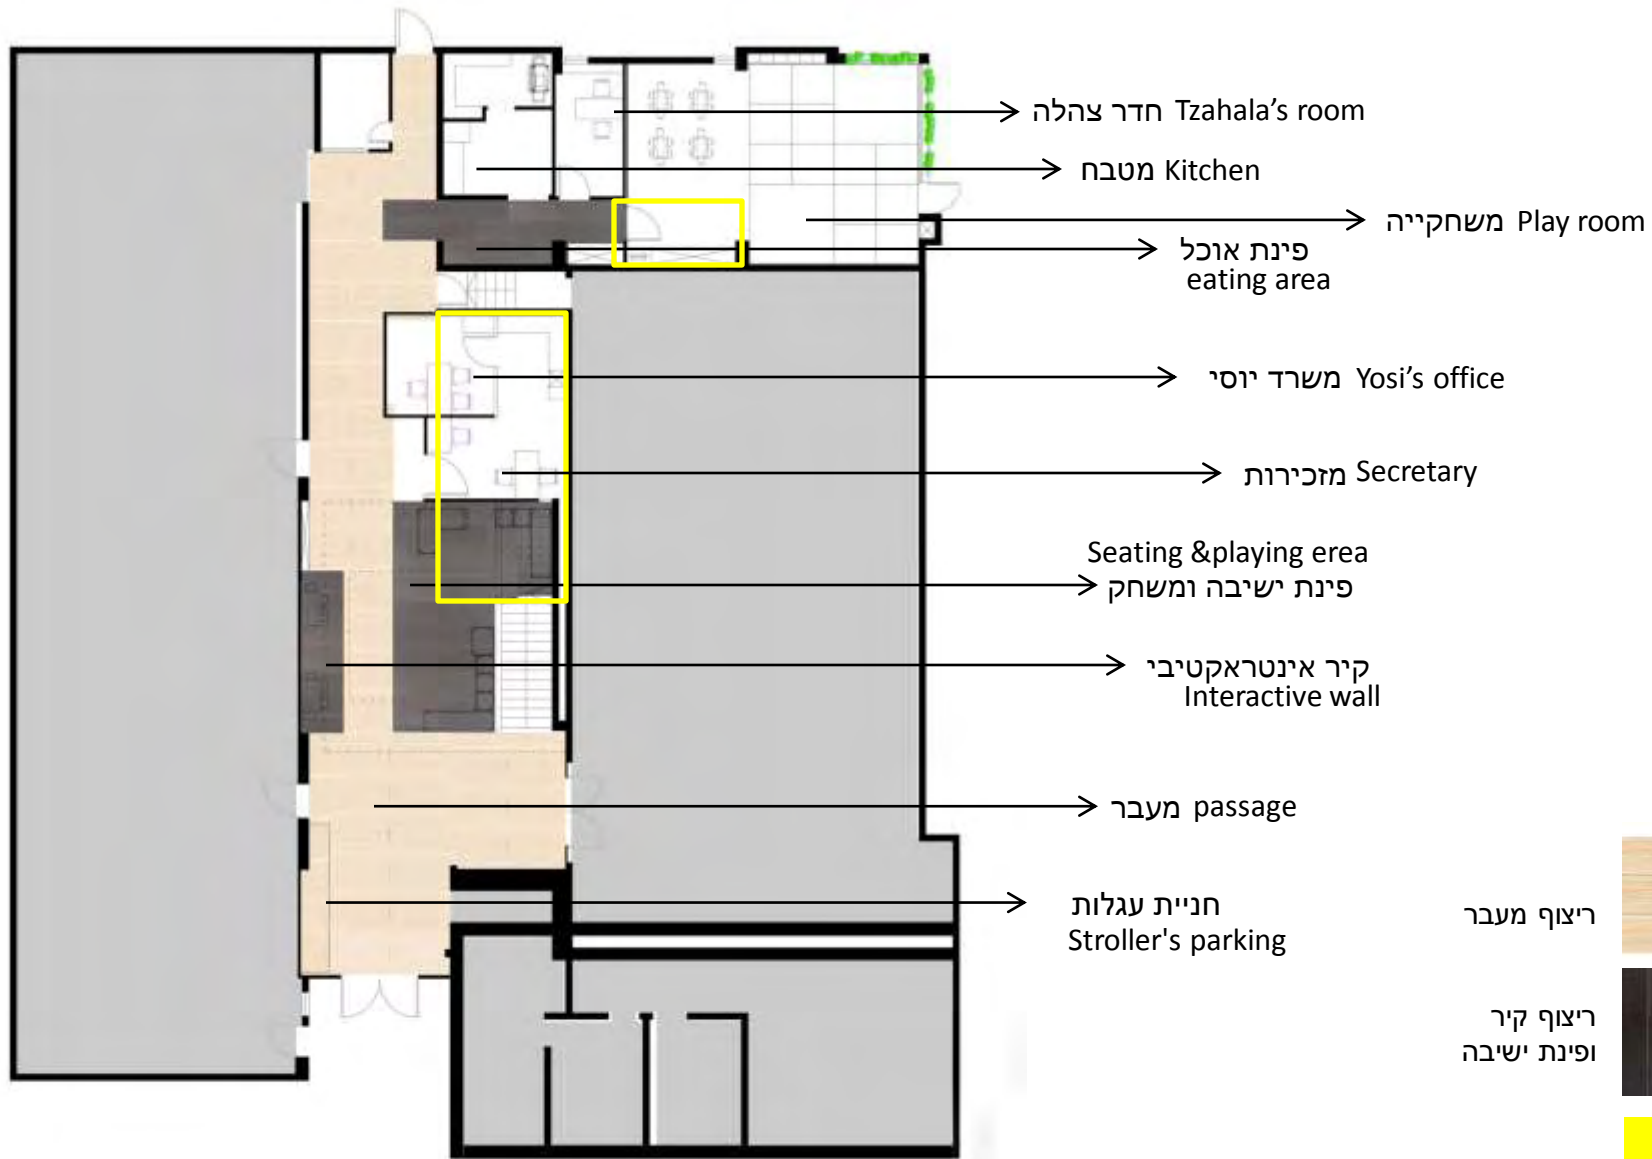 חדר צהלה Tzahala's room
מטבח Kitchen
משחקייה Play room
פינת אוכל
eating area
משרד יוסי Yosi's office
מזכירות Secretary
Seating &playing erea
פינת ישיבה ומשחק
קיר אינטראקטיבי
Interactive wall
מעבר passage
חניית עגלות
Stroller's parking
ריצוף מעבר
ריצוף קיר
ופינת ישיבה